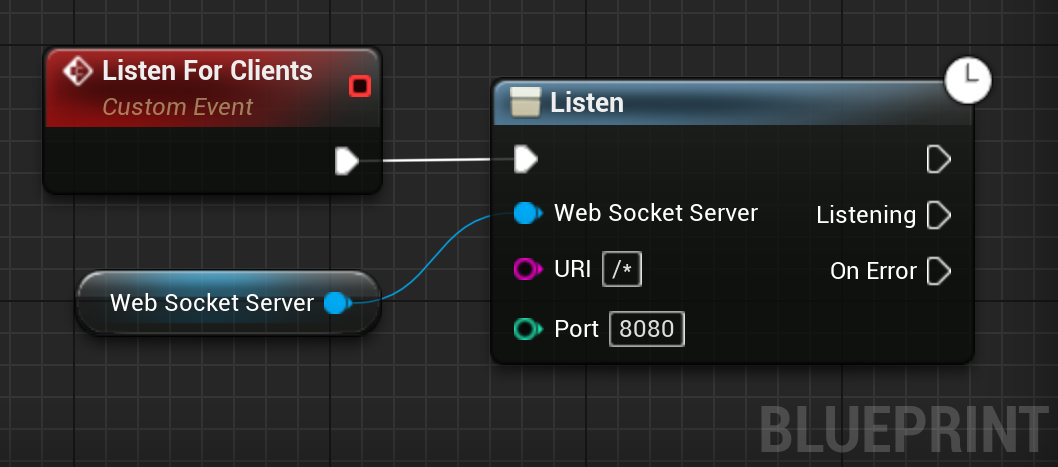 Listen For Clients
Custom Event
Listen
Web Socket Server
Listening
URI /*
On Error
Port 8080
Web Socket Server
BLUEPRINT